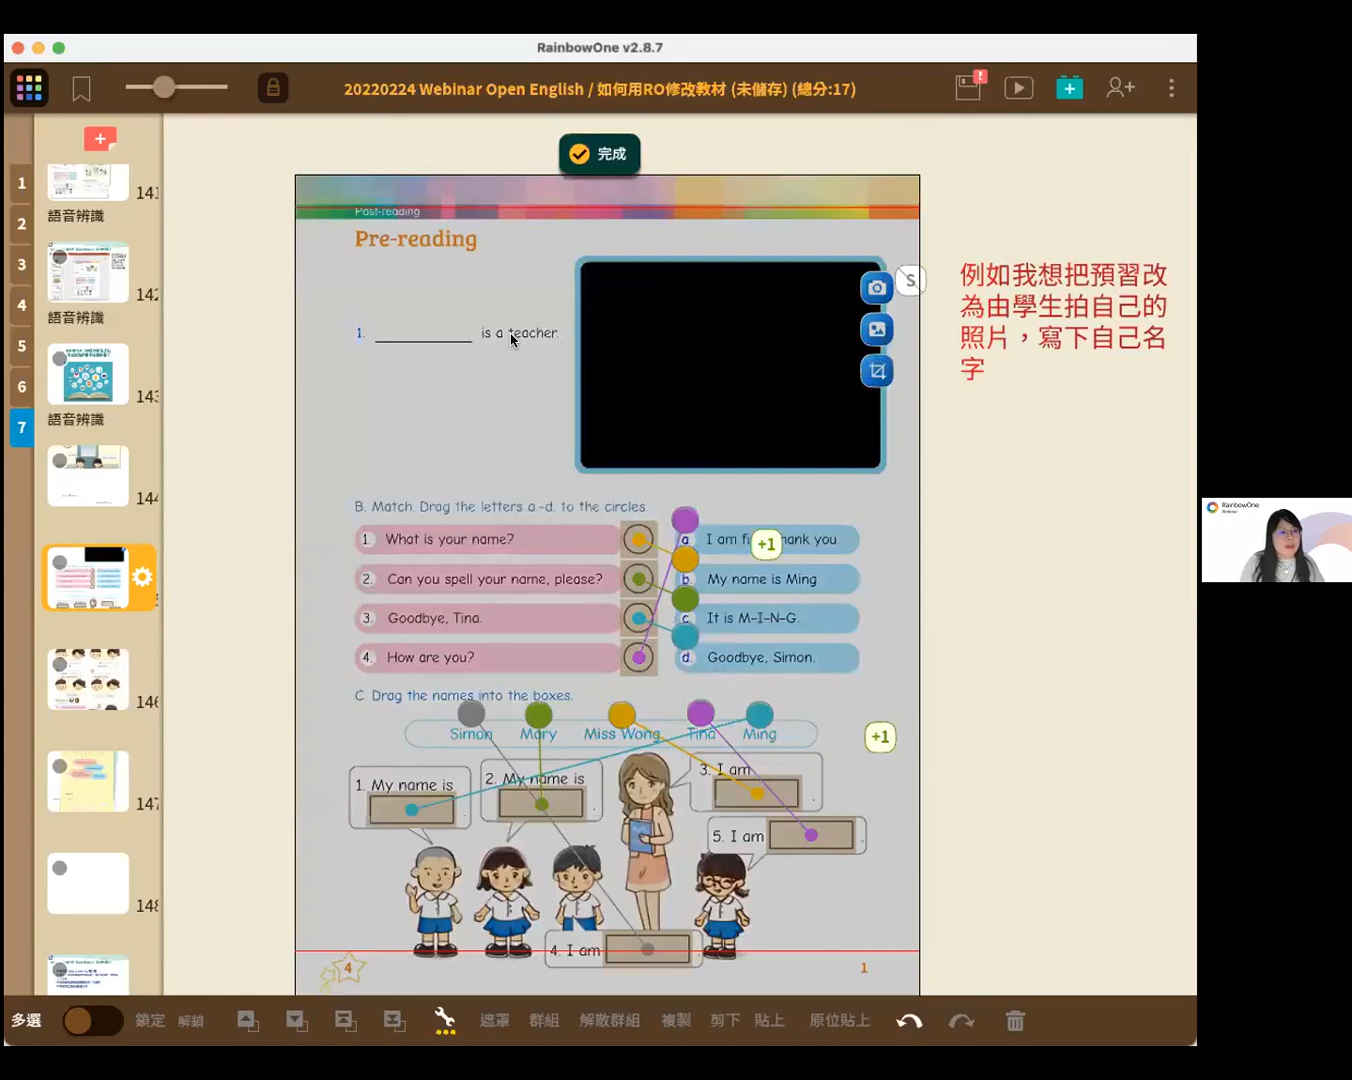 RainbowOne v2.8.7
20220224 Webinar Open English / 如何用RO修改教材 (未儲存) (總分:17)
完成
1
2
3
4
5
6
7
141
語音辨識
142
語音辨識
143
語音辨識
144
146
147
148
Post-reading
Pre-reading
1. ____________ is a teacher.
S
例如我想把預習改
為由學生拍自己的
照片，寫下自己名
字
B. Match. Drag the letters a.-d. to the circles.
1. What is your name?
a. I am fi
hank you.
+1
2. Can you spell your name, please?
b. My name is Ming
3. Goodbye, Tina.
c. It is M-I-N-G.
4. How are you?
d. Goodbye, Simon.
C Drag the names into the boxes.
Simon Mary Miss Wong Tina Ming
+1
1. My name is
2. My name is
3. I am
5. I am
4. I am
4
1
RainbowOne
Webinar
多選 鎖定 解鎖 遮罩 群組 解散群組 複製 剪下 貼上 原位貼上